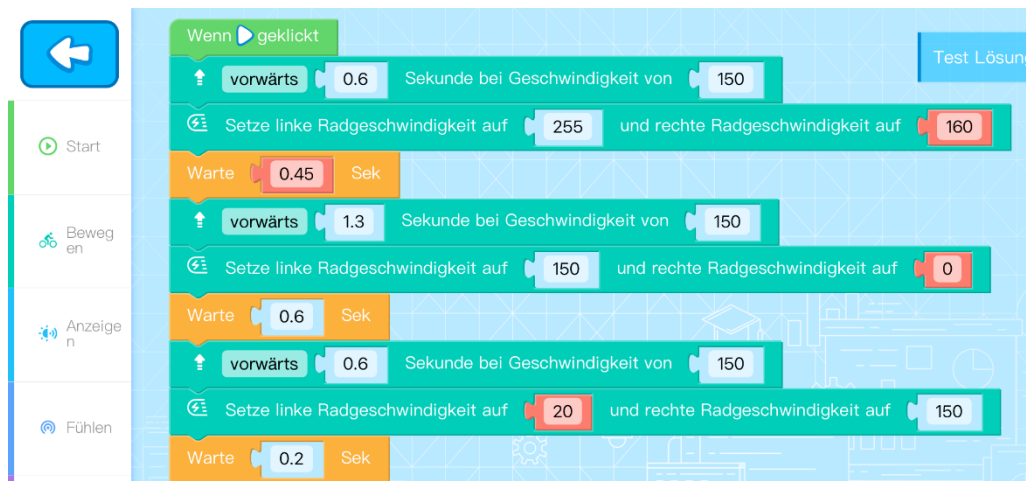 Wenn geklickt
Test Lösun
vorwärts 0.6 Sekunde bei Geschwindigkeit von 150
Setze linke Radgeschwindigkeit auf 255 und rechte Radgeschwindigkeit auf 160
Start
Warte 0.45 Sek
vorwärts 1.3 Sekunde bei Geschwindigkeit von 150
Beweg
en
Setze linke Radgeschwindigkeit auf 150 und rechte Radgeschwindigkeit auf 0
Warte 0.6 Sek
Anzeige
n
vorwärts 0.6 Sekunde bei Geschwindigkeit von 150
Setze linke Radgeschwindigkeit auf 20 und rechte Radgeschwindigkeit auf 150
Fühlen
Warte 0.2 Sek